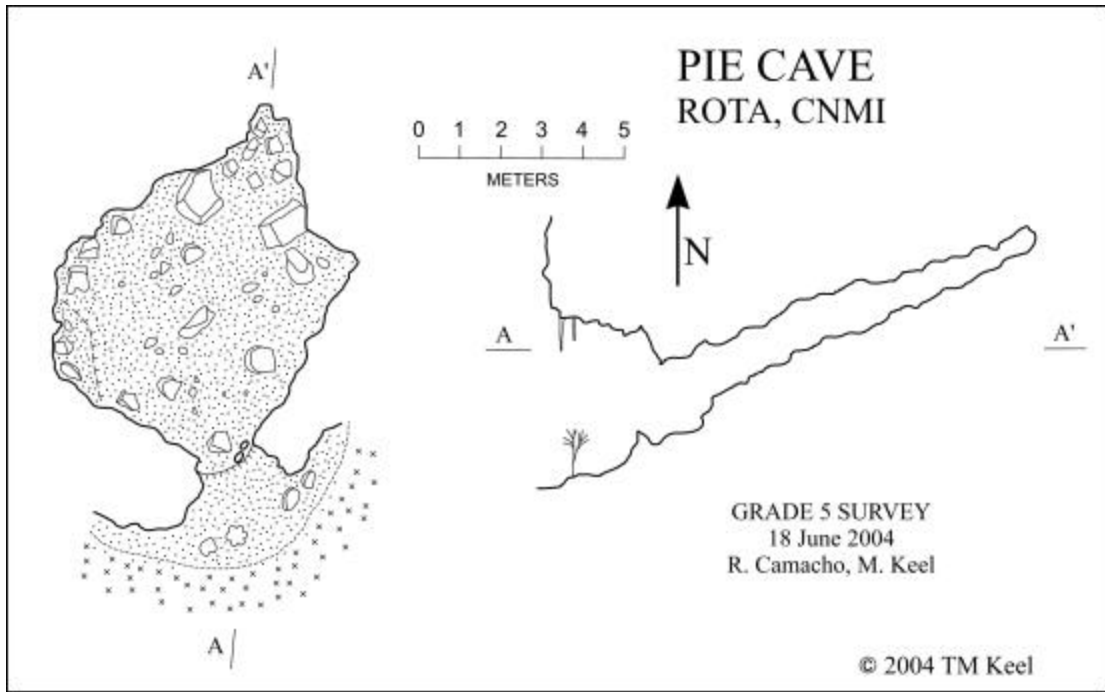 PIE CAVE
ROTA, CNMI
A'
0 1 2 3 4 5
METERS
N
A
A'
GRADE 5 SURVEY
18 June 2004
R. Camacho, M. Keel
A
© 2004 TM Keel